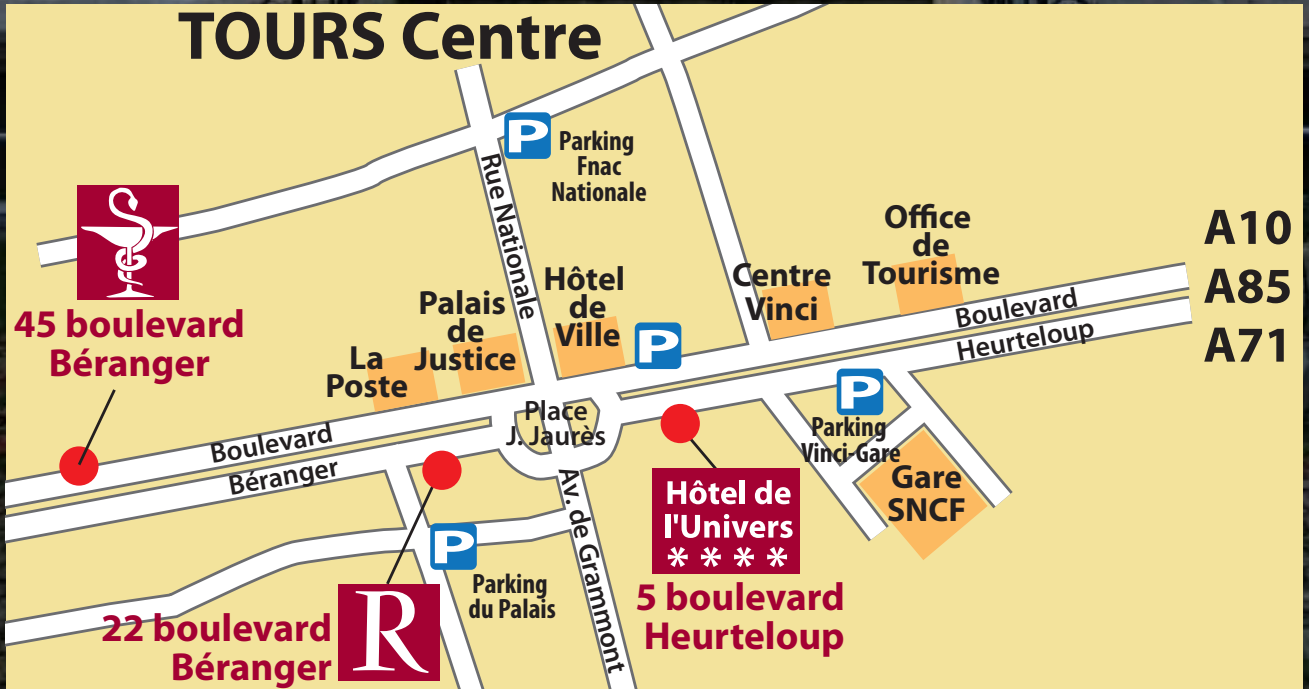 TOURS Centre
P
Parking
Fnac
Nationale
Rue Nationale
45 boulevard
Béranger
La
Poste
Palais
de
Justice
Hôtel
de
Ville
P
Centre
Vinci
Office
de
Tourisme
A10
A85
A71
Boulevard
Heurteloup
Boulevard
Béranger
Place
J. Jaurès
P
Parking
Vinci-Gare
Gare
SNCF
Hôtel de
l'Univers
* * * *
5 boulevard
Heurteloup
Av. de Grammont
P
Parking
du Palais
22 boulevard
Béranger
R